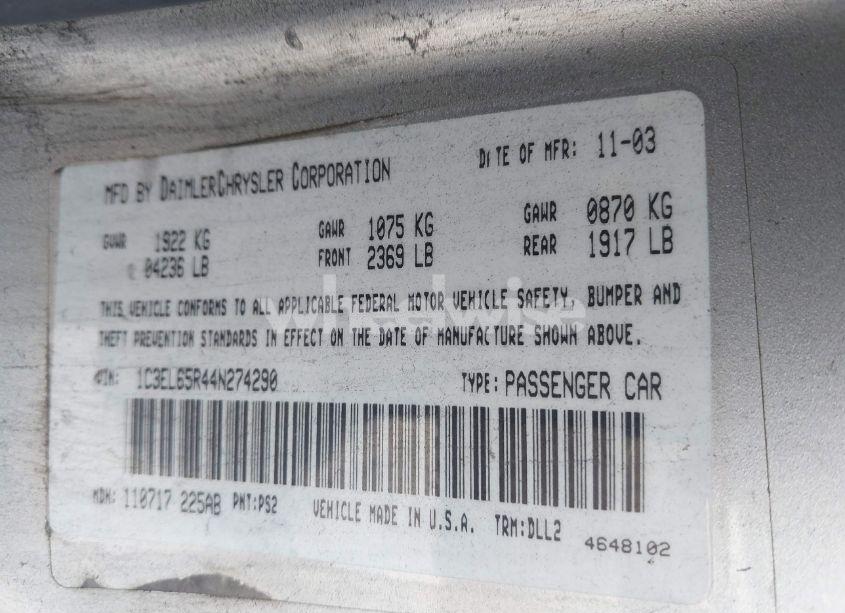 MFD BY DAIMLERCHRYSLER CORPORATION DATE OF MFR: 11-03
GVWR 1922 KG GAWR 1075 KG GAWR 0870 KG
04236 LB FRONT 2369 LB REAR 1917 LB
THIS VEHICLE CONFORMS TO ALL APPLICABLE FEDERAL MOTOR VEHICLE SAFETY, BUMPER AND
THEFT PREVENTION STANDARDS IN EFFECT ON THE DATE OF MANUFACTURE SHOWN ABOVE.
wheelwise
VIN: 1C3EL65R44N274290 TYPE: PASSENGER CAR
MDH: 110717 225AB PNT:PS2 VEHICLE MADE IN U.S.A. TRM:DLL2
4648102